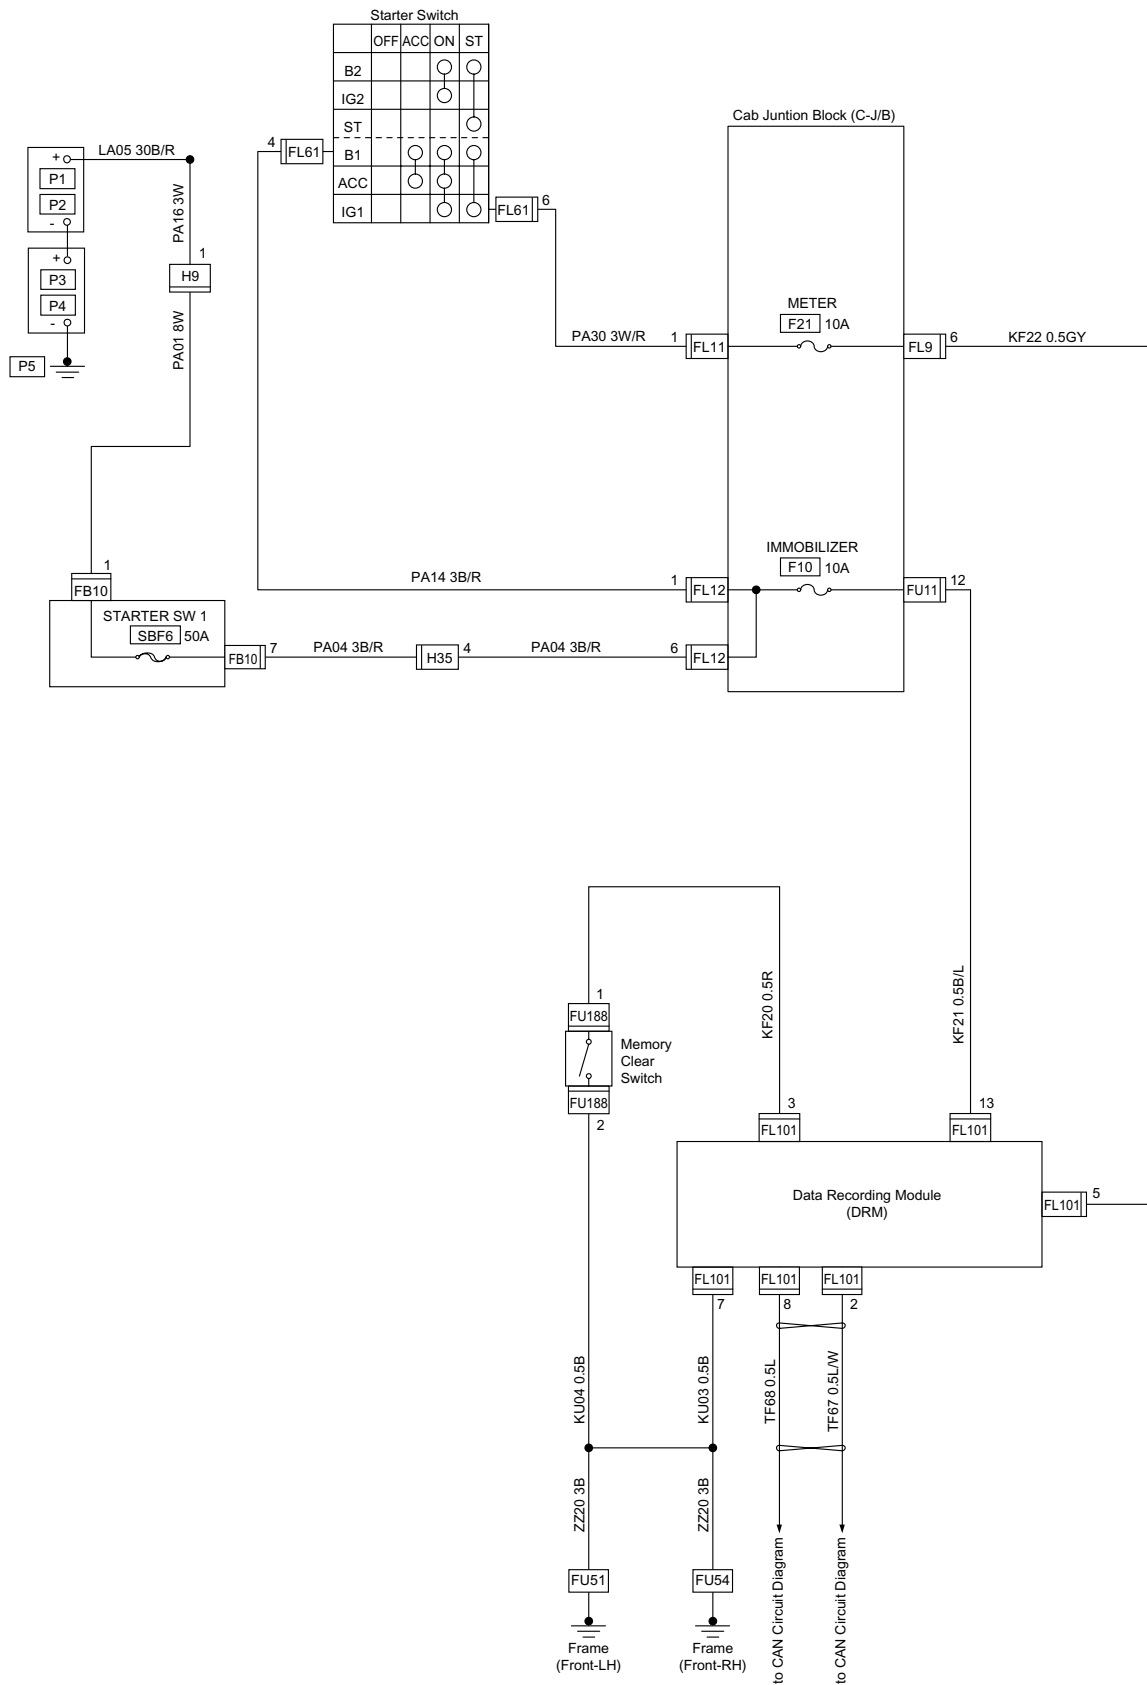 Starter Switch
OFF ACC ON ST
B2
IG2
ST
B1
ACC
IG1
4 FL61
FL61 6
Cab Juntion Block (C-J/B)
+ LA05 30B/R
P1
P2
-
+
P3
P4
-
P5
PA16 3W
1
H9
PA01 8W
METER
F21 10A
PA30 3W/R 1 FL11
FL9 6 KF22 0.5GY
IMMOBILIZER
F10 10A
PA14 3B/R 1 FL12
FU11 12
1
FB10
STARTER SW 1
SBF6 50A
FB10 7 PA04 3B/R H35 4 PA04 3B/R 6 FL12
KF20 0.5R
KF21 0.5B/L
1
FU188
Memory
Clear
Switch
FU188
2
3
FL101
13
FL101
Data Recording Module
(DRM)
FL101 5
FL101 FL101 FL101
7 8 2
KU04 0.5B
KU03 0.5B
TF68 0.5L
TF67 0.5L/W
ZZ20 3B
ZZ20 3B
FU51
FU54
Frame
(Front-LH)
Frame
(Front-RH)
to CAN Circuit Diagram
to CAN Circuit Diagram